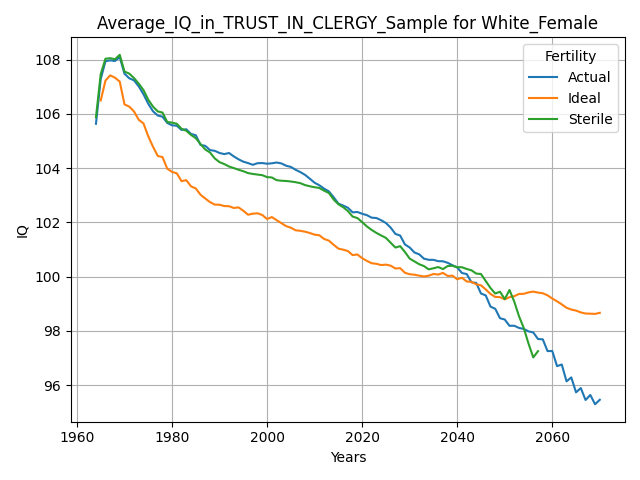 Average_IQ_in_TRUST_IN_CLERGY_Sample for White_Female
Fertility
Actual
Ideal
Sterile
IQ
108
106
104
102
100
98
96
1960
1980
2000
2020
2040
2060
Years